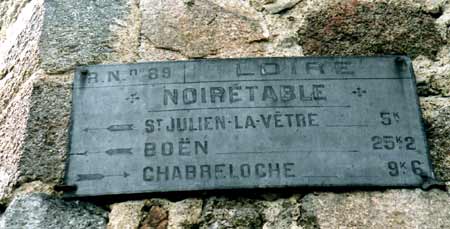 R.N. n° 89 LOIRE
NOIRÉTABLE
ST JULIEN-LA-VÊTRE 5K
BOËN 25K2
CHABRELOCHE 9K6